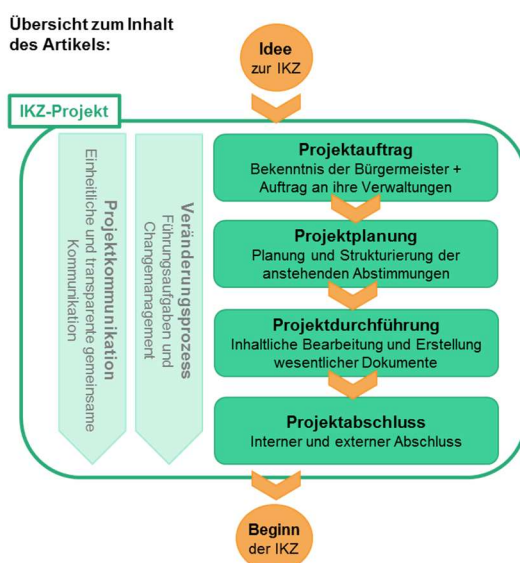 Übersicht zum Inhalt
des Artikels:
Idee
zur IKZ
IKZ-Projekt
Projektkommunikation
Einheitliche und transparente gemeinsame
Kommunikation
Veränderungsprozess
Führungsaufgaben und
Changemanagement
Projektauftrag
Bekenntnis der Bürgermeister +
Auftrag an ihre Verwaltungen
Projektplanung
Planung und Strukturierung der
anstehenden Abstimmungen
Projektdurchführung
Inhaltliche Bearbeitung und Erstellung
wesentlicher Dokumente
Projektabschluss
Interner und externer Abschluss
Beginn
der IKZ